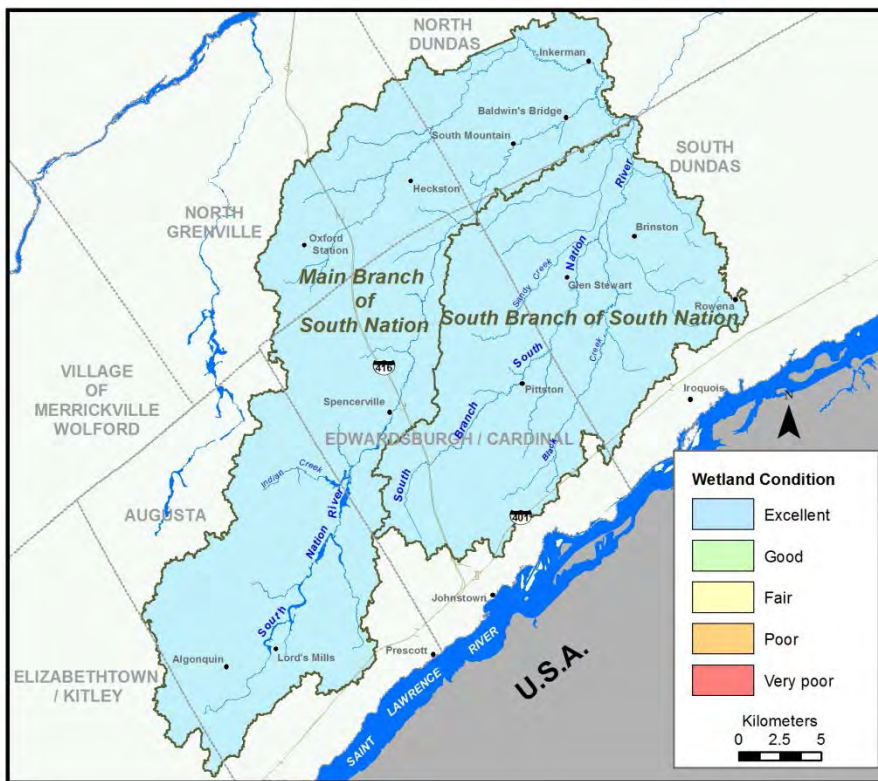 NORTH
DUNDAS
Inkerman
Baldwin's Bridge
South Mountain
SOUTH
DUNDAS
Heckston
NORTH
GRENVILLE
Oxford
Station
River
Brinston
Nation
Glen Stewart
Sandy Creek
Main Branch
of
South Nation
South Branch of South Nation
Rowena
416
South
Creek
Pittston
Iroquois
N
VILLAGE
OF
MERRICKVILLE
WOLFORD
Spencerville
Branch
EDWARDSBURGH / CARDINAL
Black
Indian Creek
South
River
AUGUSTA
401
Nation
Johnstown
South
Algonquin
Lord's Mills
Prescott
ELIZABETHTOWN
/ KITLEY
SAINT LAWRENCE RIVER
U.S.A.
Wetland Condition
Excellent
Good
Fair
Poor
Very poor
Kilometers
0 2.5 5